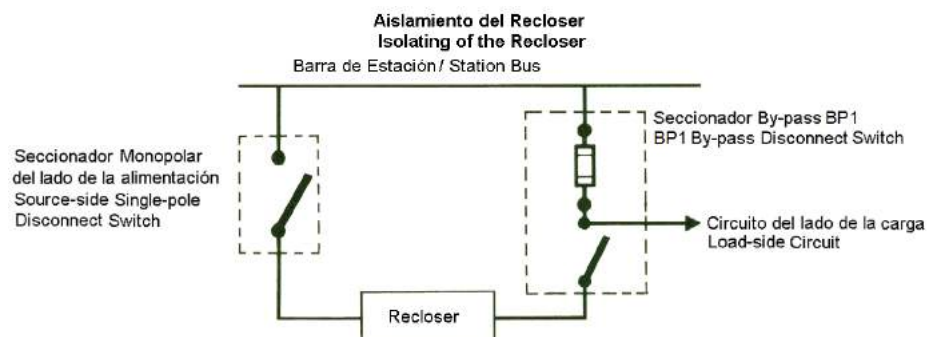 Aislamiento del Recloser
Isolating of the Recloser
Barra de Estación / Station Bus
Seccionador Monopolar
del lado de la alimentación
Source-side Single-pole
Disconnect Switch
Seccionador By-pass BP1
BP1 By-pass Disconnect Switch
Circuito del lado de la carga
Load-side Circuit
Recloser